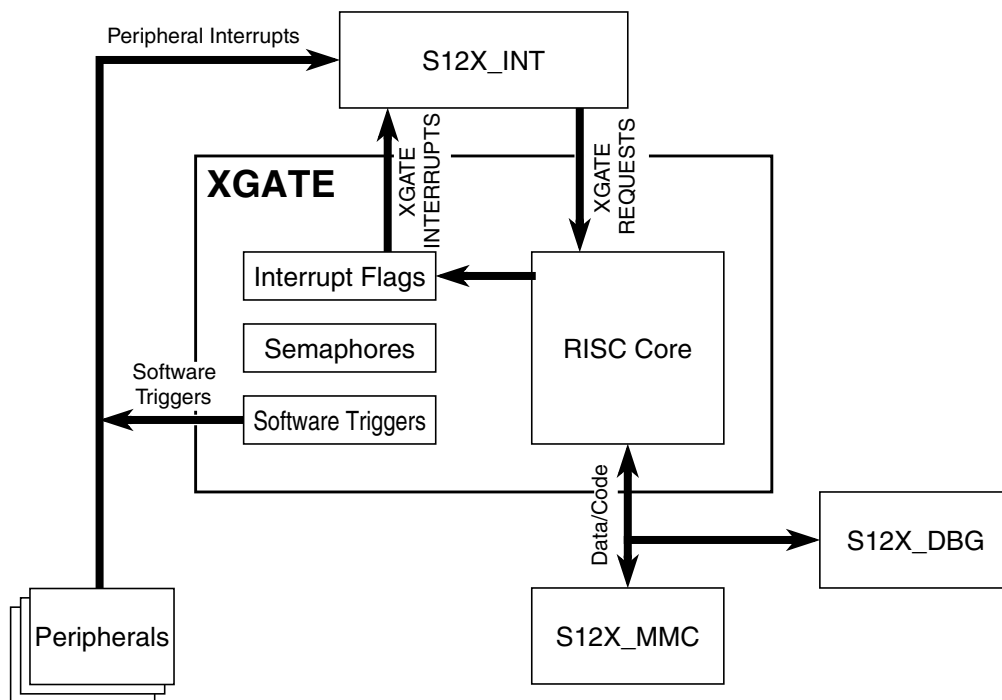 Peripheral Interrupts
S12X_INT
XGATE
INTERRUPTS
XGATE
REQUESTS
XGATE
Interrupt Flags
Semaphores
RISC Core
Software
Triggers
Software Triggers
Data/Code
S12X_DBG
Peripherals
S12X_MMC